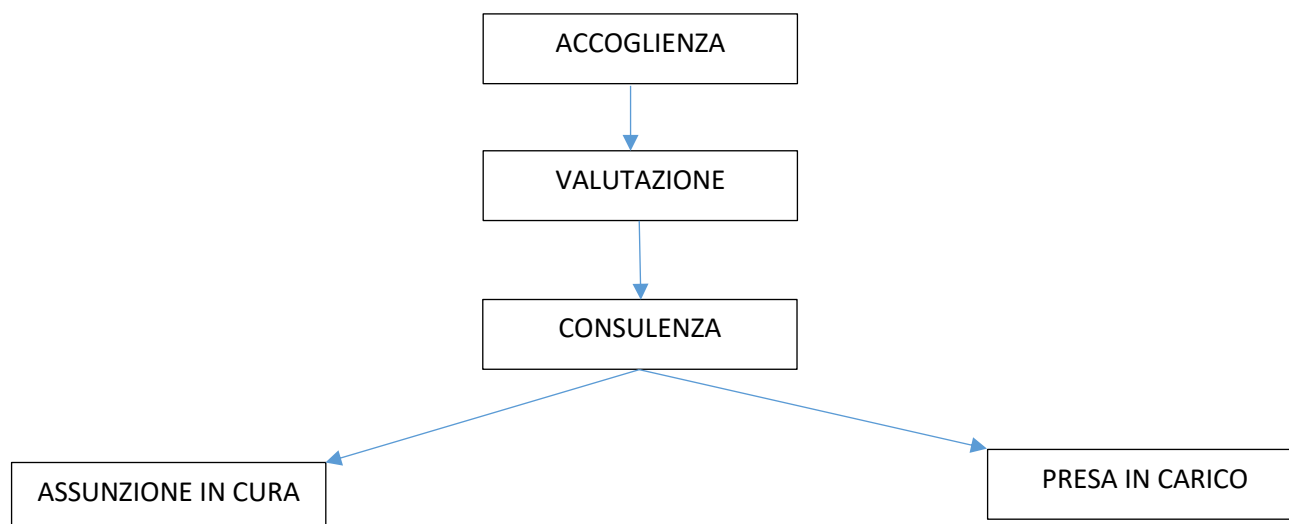 ACCOGLIENZA
VALUTAZIONE
CONSULENZA
ASSUNZIONE IN CURA
PRESA IN CARICO